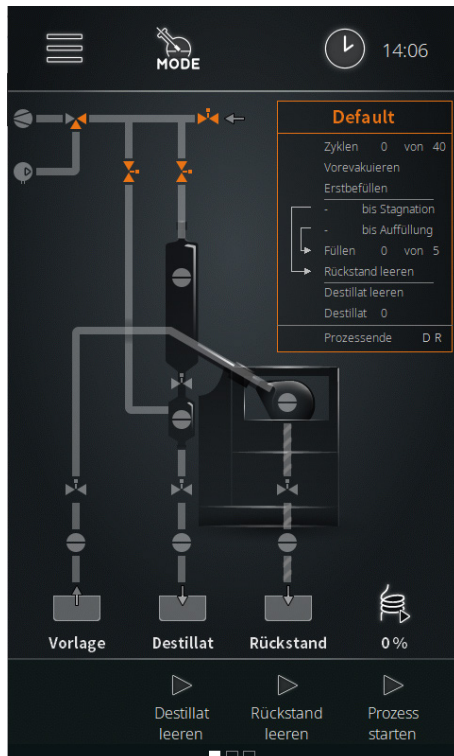 MODE
14:06
Default
Zyklen 0 von 40
Vorevakuieren
Erstbefüllen
- bis Stagnation
- bis Auffüllung
Füllen 0 von 5
Rückstand leeren
Destillat leeren
Destillat 0
Prozessende D R
Vorlage Destillat Rückstand 0 %
Destillat leeren
Rückstand leeren
Prozess starten